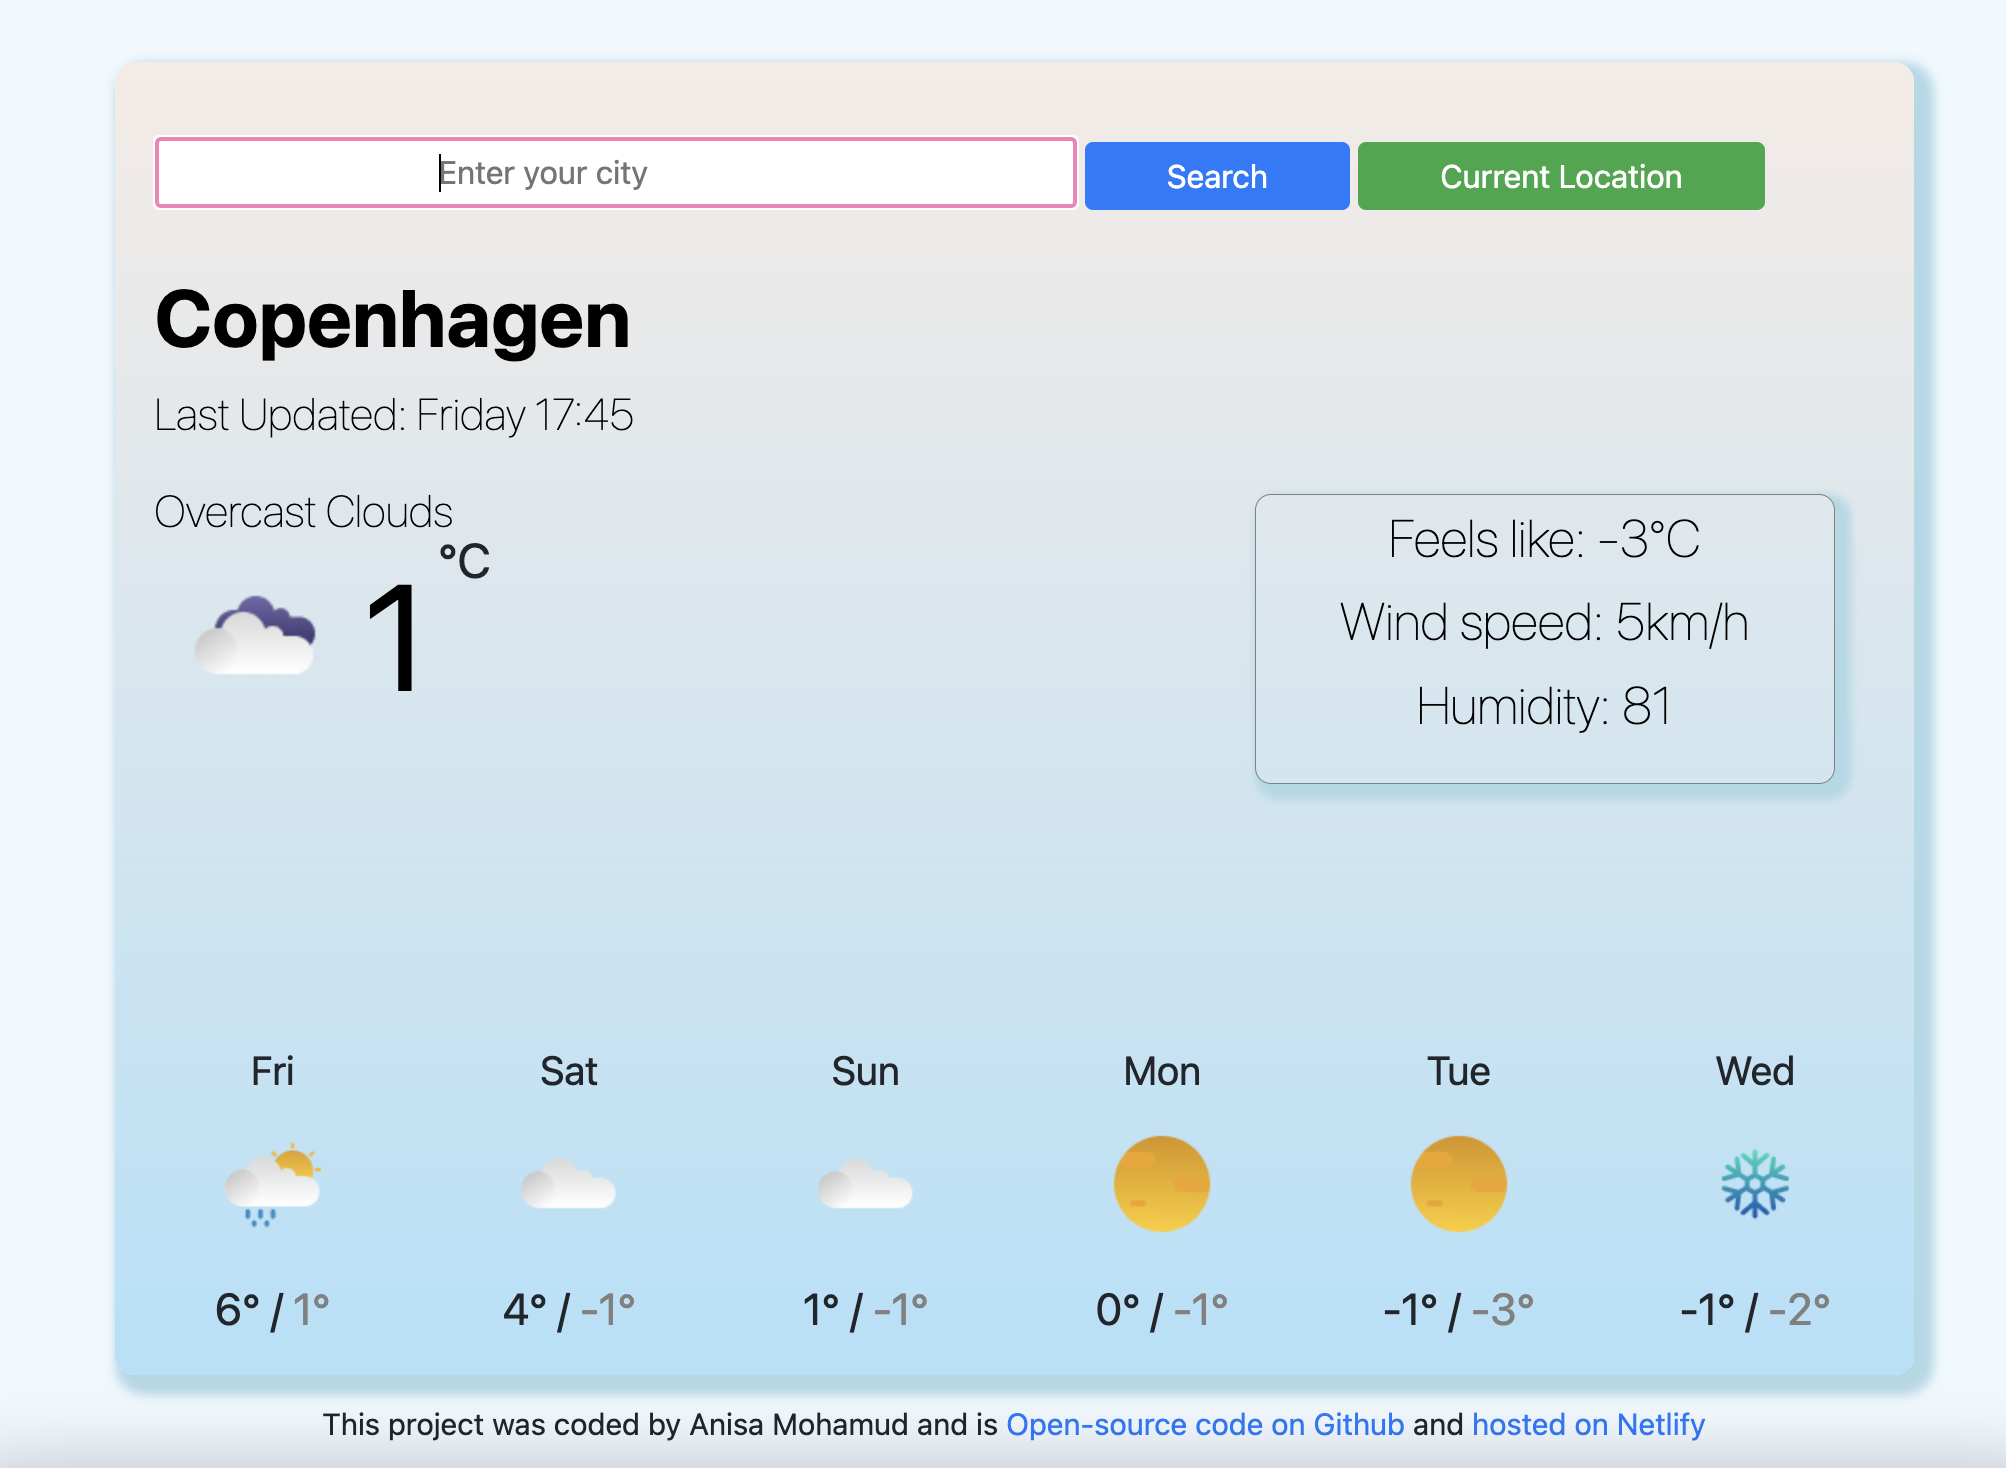 Enter your city
Search
Current Location
Copenhagen
Last Updated: Friday 17:45
Overcast Clouds
1 °C
Feels like: -3°C
Wind speed: 5km/h
Humidity: 81
Fri Sat Sun Mon Tue Wed
6° / 1° 4° / -1° 1° / -1° 0° / -1° -1° / -3° -1° / -2°
This project was coded by Anisa Mohamud and is Open-source code on Github and hosted on Netlify